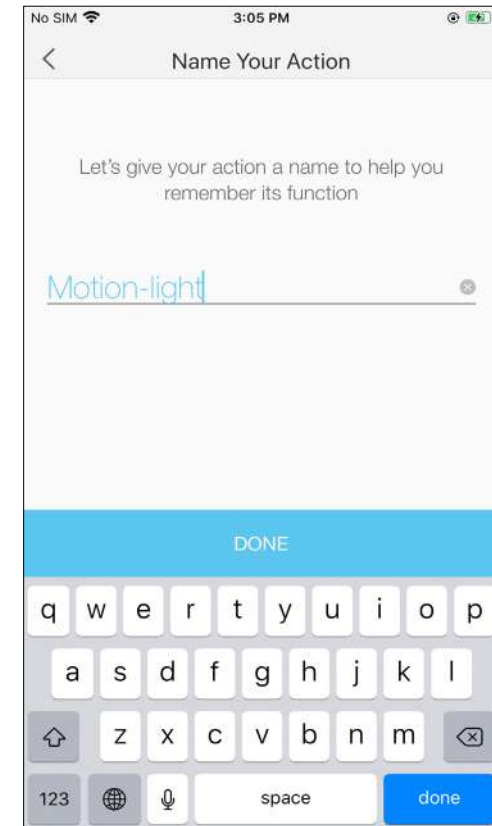 No SIM 3:05 PM
Name Your Action
Let's give your action a name to help you
remember its function
Motion-light
DONE
q w e r t y u i o p
a s d f g h j k l
z x c v b n m
123 space done